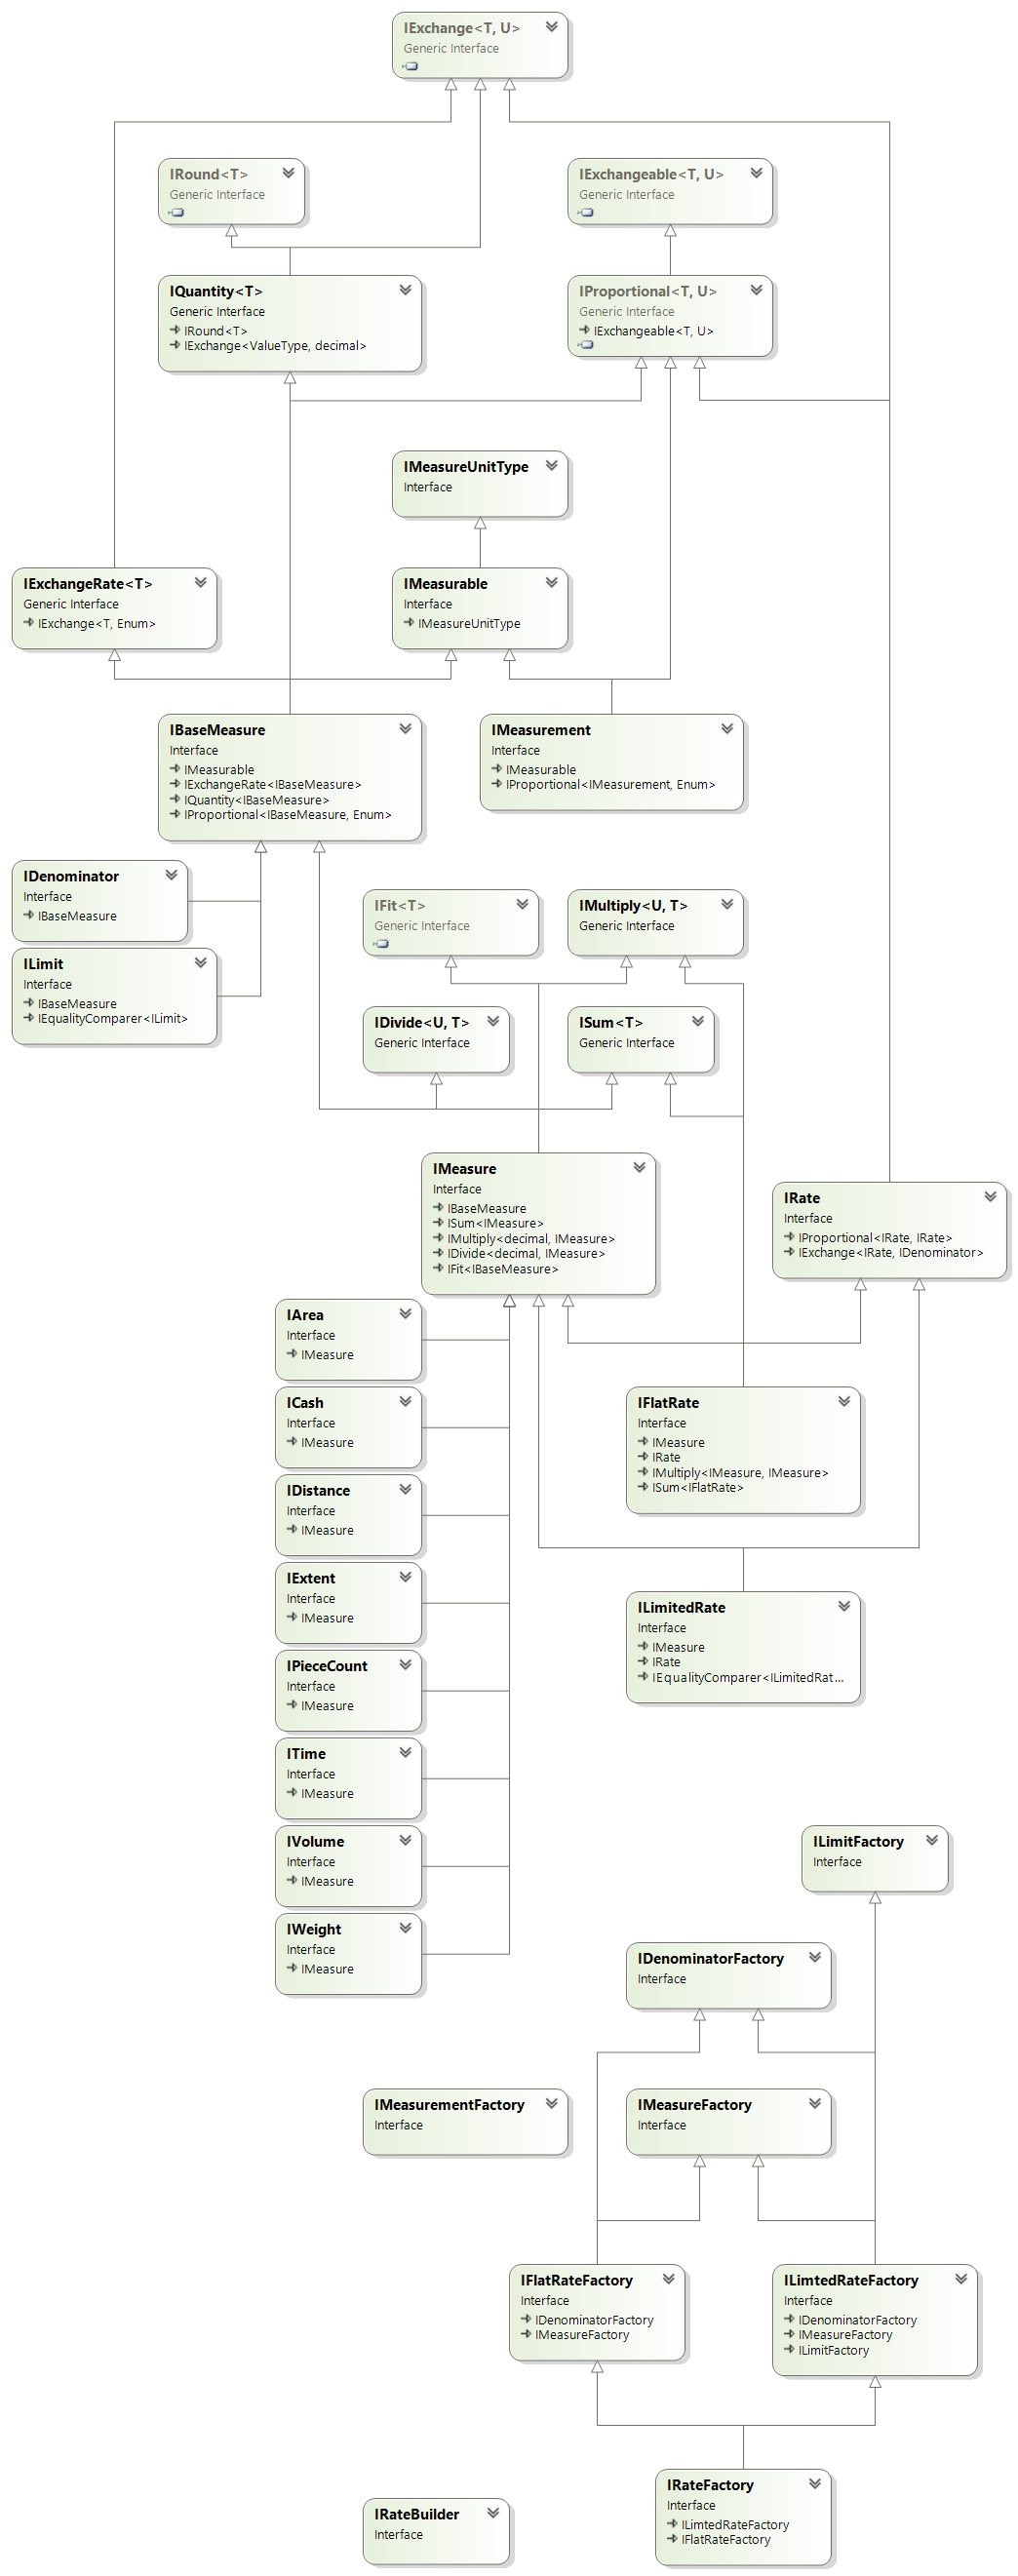 IExchange<T, U>
Generic Interface
IRound<T>
Generic Interface
IExchangeable<T, U>
Generic Interface
IQuantity<T>
Generic Interface
IRound<T>
IExchange<ValueType, decimal>
IProportional<T, U>
Generic Interface
IExchangeable<T, U>
IMeasureUnitType
Interface
IExchangeRate<T>
Generic Interface
IExchange<T, Enum>
IMeasurable
Interface
IMeasureUnitType
IBaseMeasure
Interface
IMeasurable
IExchangeRate<IBaseMeasure>
IQuantity<IBaseMeasure>
IProportional<IBaseMeasure, Enum>
IMeasurement
Interface
IMeasurable
IProportional<IMeasurement, Enum>
IDenominator
Interface
IBaseMeasure
IFit<T>
Generic Interface
IMultiply<U, T>
Generic Interface
ILimit
Interface
IBaseMeasure
IEqualityComparer<ILimit>
IDivide<U, T>
Generic Interface
ISum<T>
Generic Interface
IMeasure
Interface
IBaseMeasure
ISum<IMeasure>
IMultiply<decimal, IMeasure>
IDivide<decimal, IMeasure>
IFit<IBaseMeasure>
IRate
Interface
IProportional<IRate, IRate>
IExchange<IRate, IDenominator>
IArea
Interface
IMeasure
ICash
Interface
IMeasure
IFlatRate
Interface
IMeasure
IRate
IMultiply<IMeasure, IMeasure>
ISum<IFlatRate>
IDistance
Interface
IMeasure
IExtent
Interface
IMeasure
ILimitedRate
Interface
IMeasure
IRate
IEqualityComparer<ILimitedRat...
IPieceCount
Interface
IMeasure
ITime
Interface
IMeasure
IVolume
Interface
IMeasure
ILimitFactory
Interface
IWeight
Interface
IMeasure
IDenominatorFactory
Interface
IMeasurementFactory
Interface
IMeasureFactory
Interface
IFlatRateFactory
Interface
IDenominatorFactory
IMeasureFactory
ILimtedRateFactory
Interface
IDenominatorFactory
IMeasureFactory
ILimitFactory
IRateBuilder
Interface
IRateFactory
Interface
ILimtedRateFactory
IFlatRateFactory